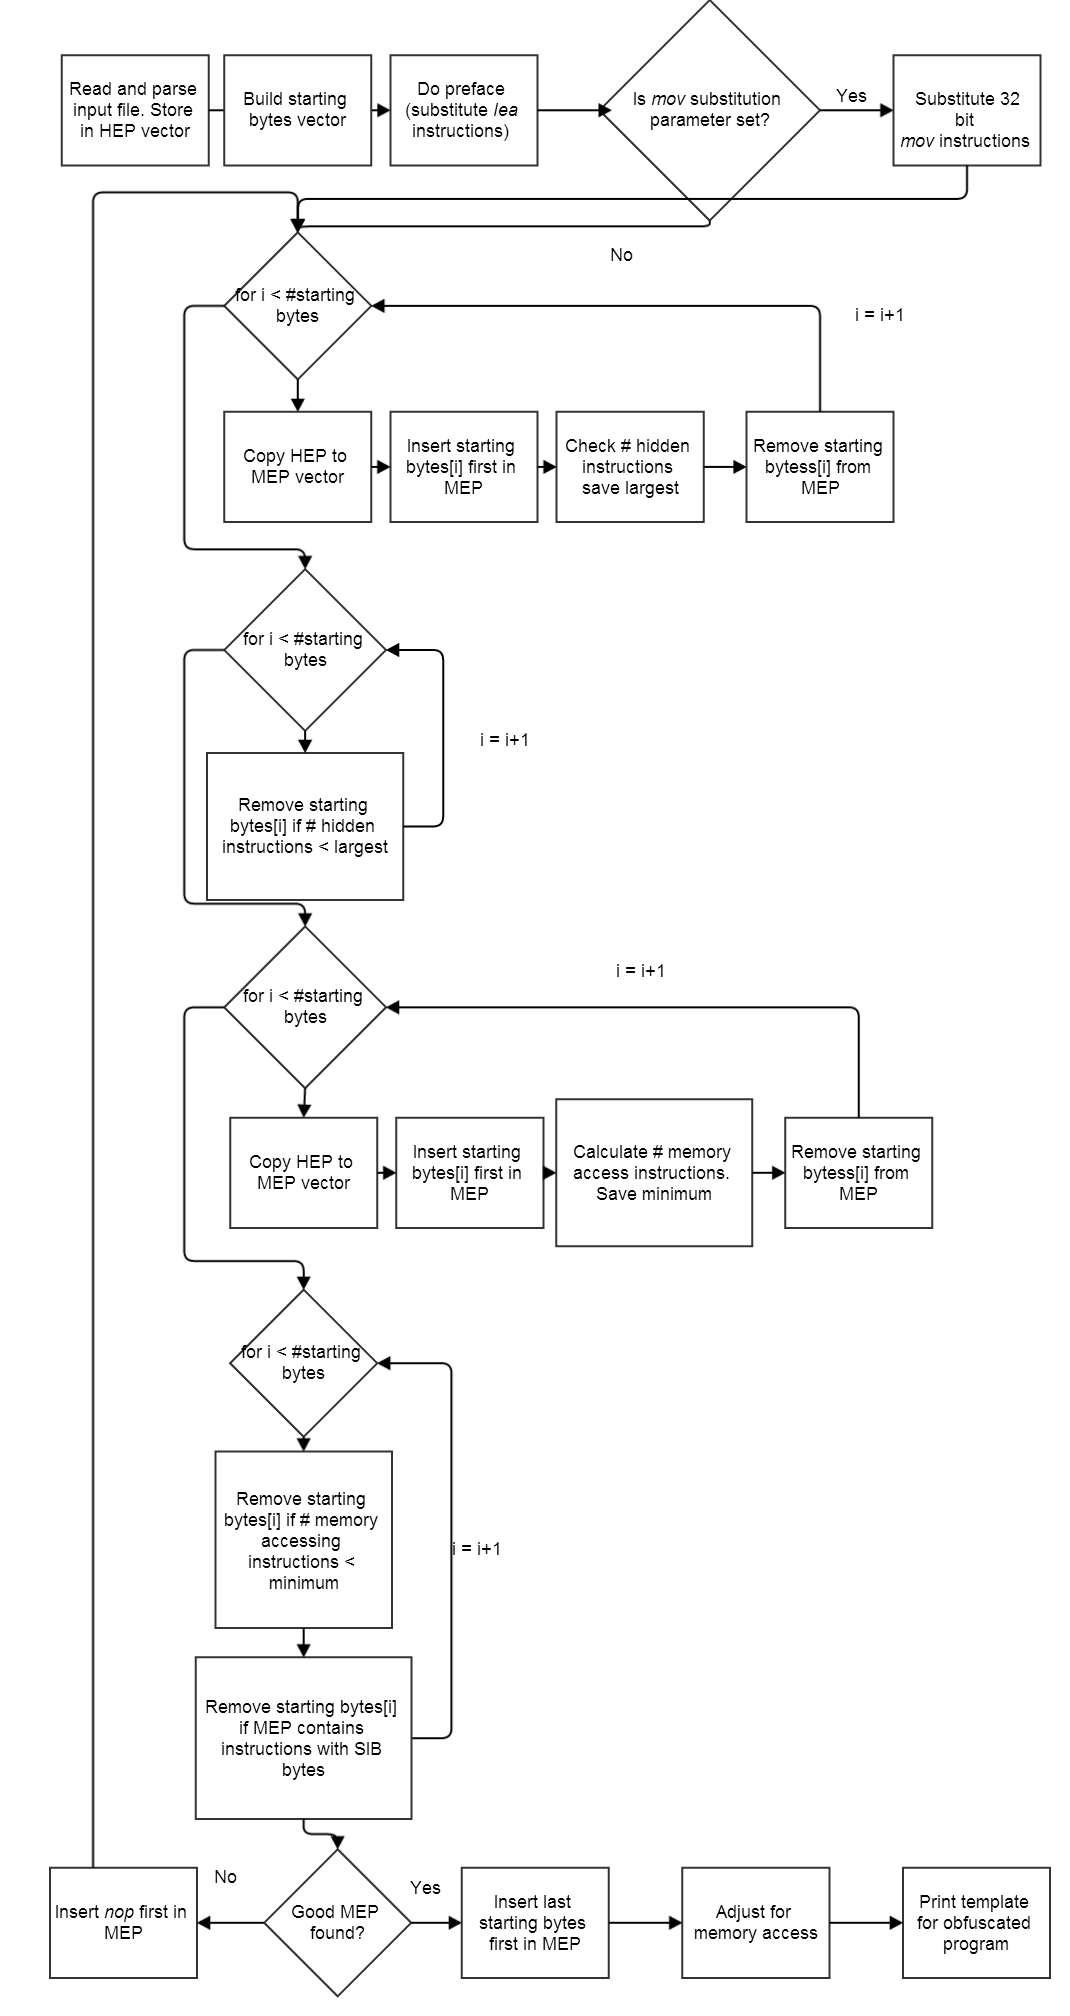 Read and parse
input file. Store
in HEP vector
Build starting
bytes vector
Do preface
(substitute lea
instructions)
Is mov substitution
parameter set?
Yes
Substitute 32
bit
mov instructions
No
for i < #starting
bytes
i = i+1
Copy HEP to
MEP vector
Insert starting
bytes[i] first in
MEP
Check # hidden
instructions
save largest
Remove starting
bytess[i] from
MEP
for i < #starting
bytes
i = i+1
Remove starting
bytes[i] if # hidden
instructions < largest
i = i+1
for i < #starting
bytes
Copy HEP to
MEP vector
Insert starting
bytes[i] first in
MEP
Calculate # memory
access instructions.
Save minimum
Remove starting
bytess[i] from
MEP
for i < #starting
bytes
Remove starting
bytes[i] if # memory
accessing
instructions <
minimum
i = i+1
Remove starting bytes[i]
if MEP contains
instructions with SIB
bytes
No
Yes
Insert nop first in
MEP
Good MEP
found?
Insert last
starting bytes
first in MEP
Adjust for
memory access
Print template
for obfuscated
program